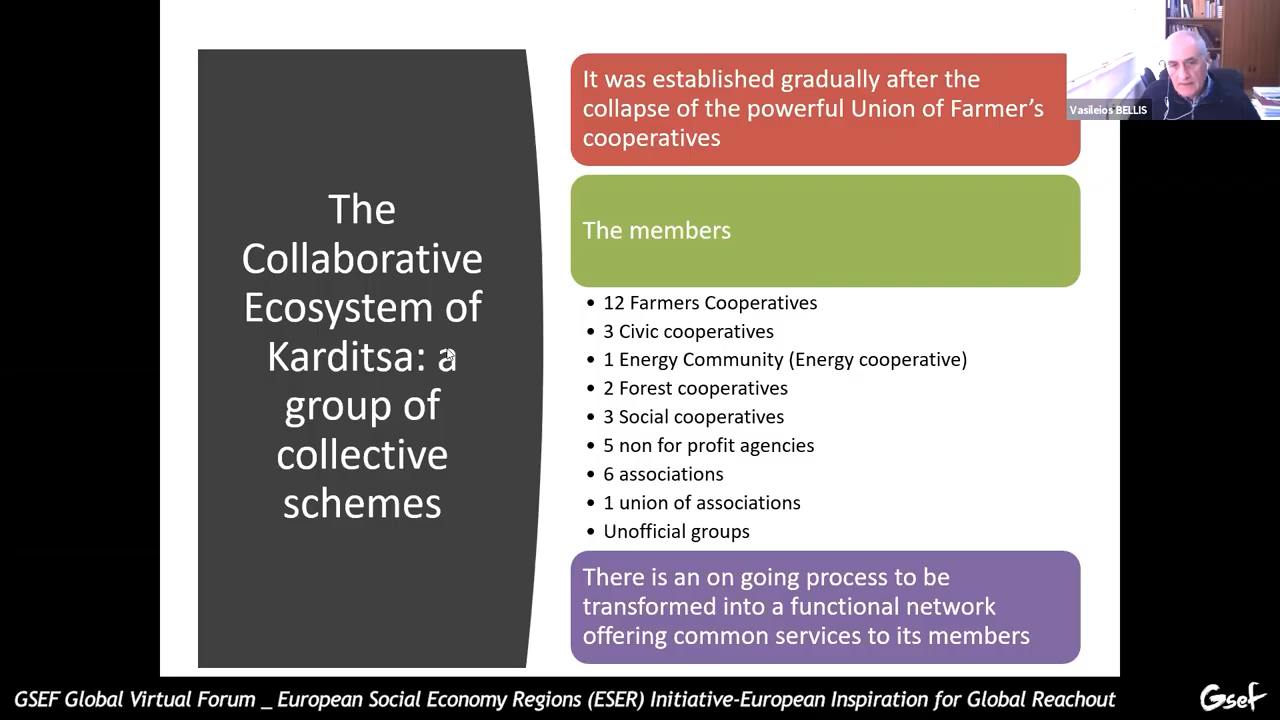 The
Collaborative
Ecosystem of
Karditsa: a
group of
collective
schemes
It was established gradually after the
collapse of the powerful Union of Farmer's
cooperatives
The members
• 12 Farmers Cooperatives
• 3 Civic cooperatives
• 1 Energy Community (Energy cooperative)
• 2 Forest cooperatives
• 3 Social cooperatives
• 5 non for profit agencies
• 6 associations
• 1 union of associations
• Unofficial groups
There is an on going process to be
transformed into a functional network
offering common services to its members
Vasileios BELLIS
GSEF Global Virtual Forum _ European Social Economy Regions (ESER) Initiative-European Inspiration for Global Reachout
Gsef